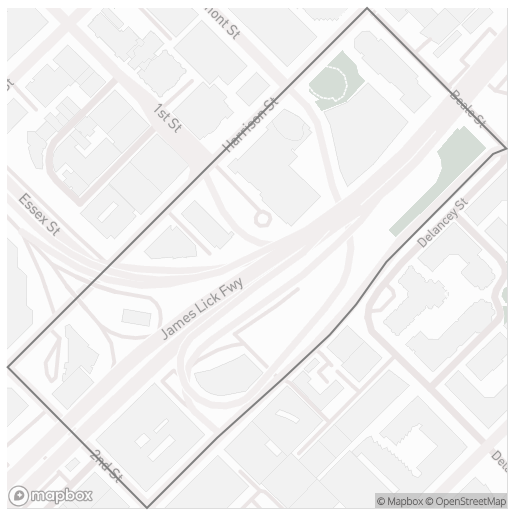 mont St
St
1st St
Harrison St
Beale St
Essex St
Delancey St
James Lick Fwy
2nd St
Del
mapbox
© Mapbox © OpenStreetMap